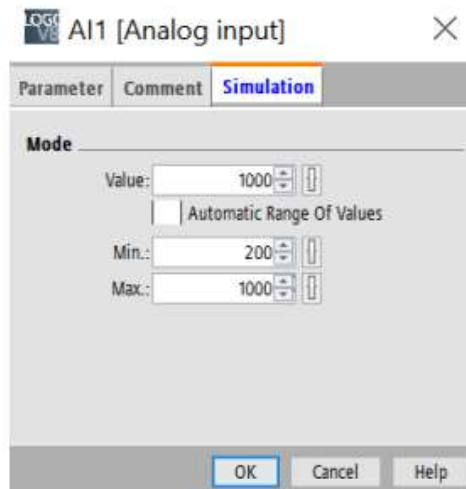 LOGO V8 AI1 [Analog input]
Parameter Comment Simulation
Mode
Value: 1000
Automatic Range Of Values
Min.: 200
Max.: 1000
OK Cancel Help